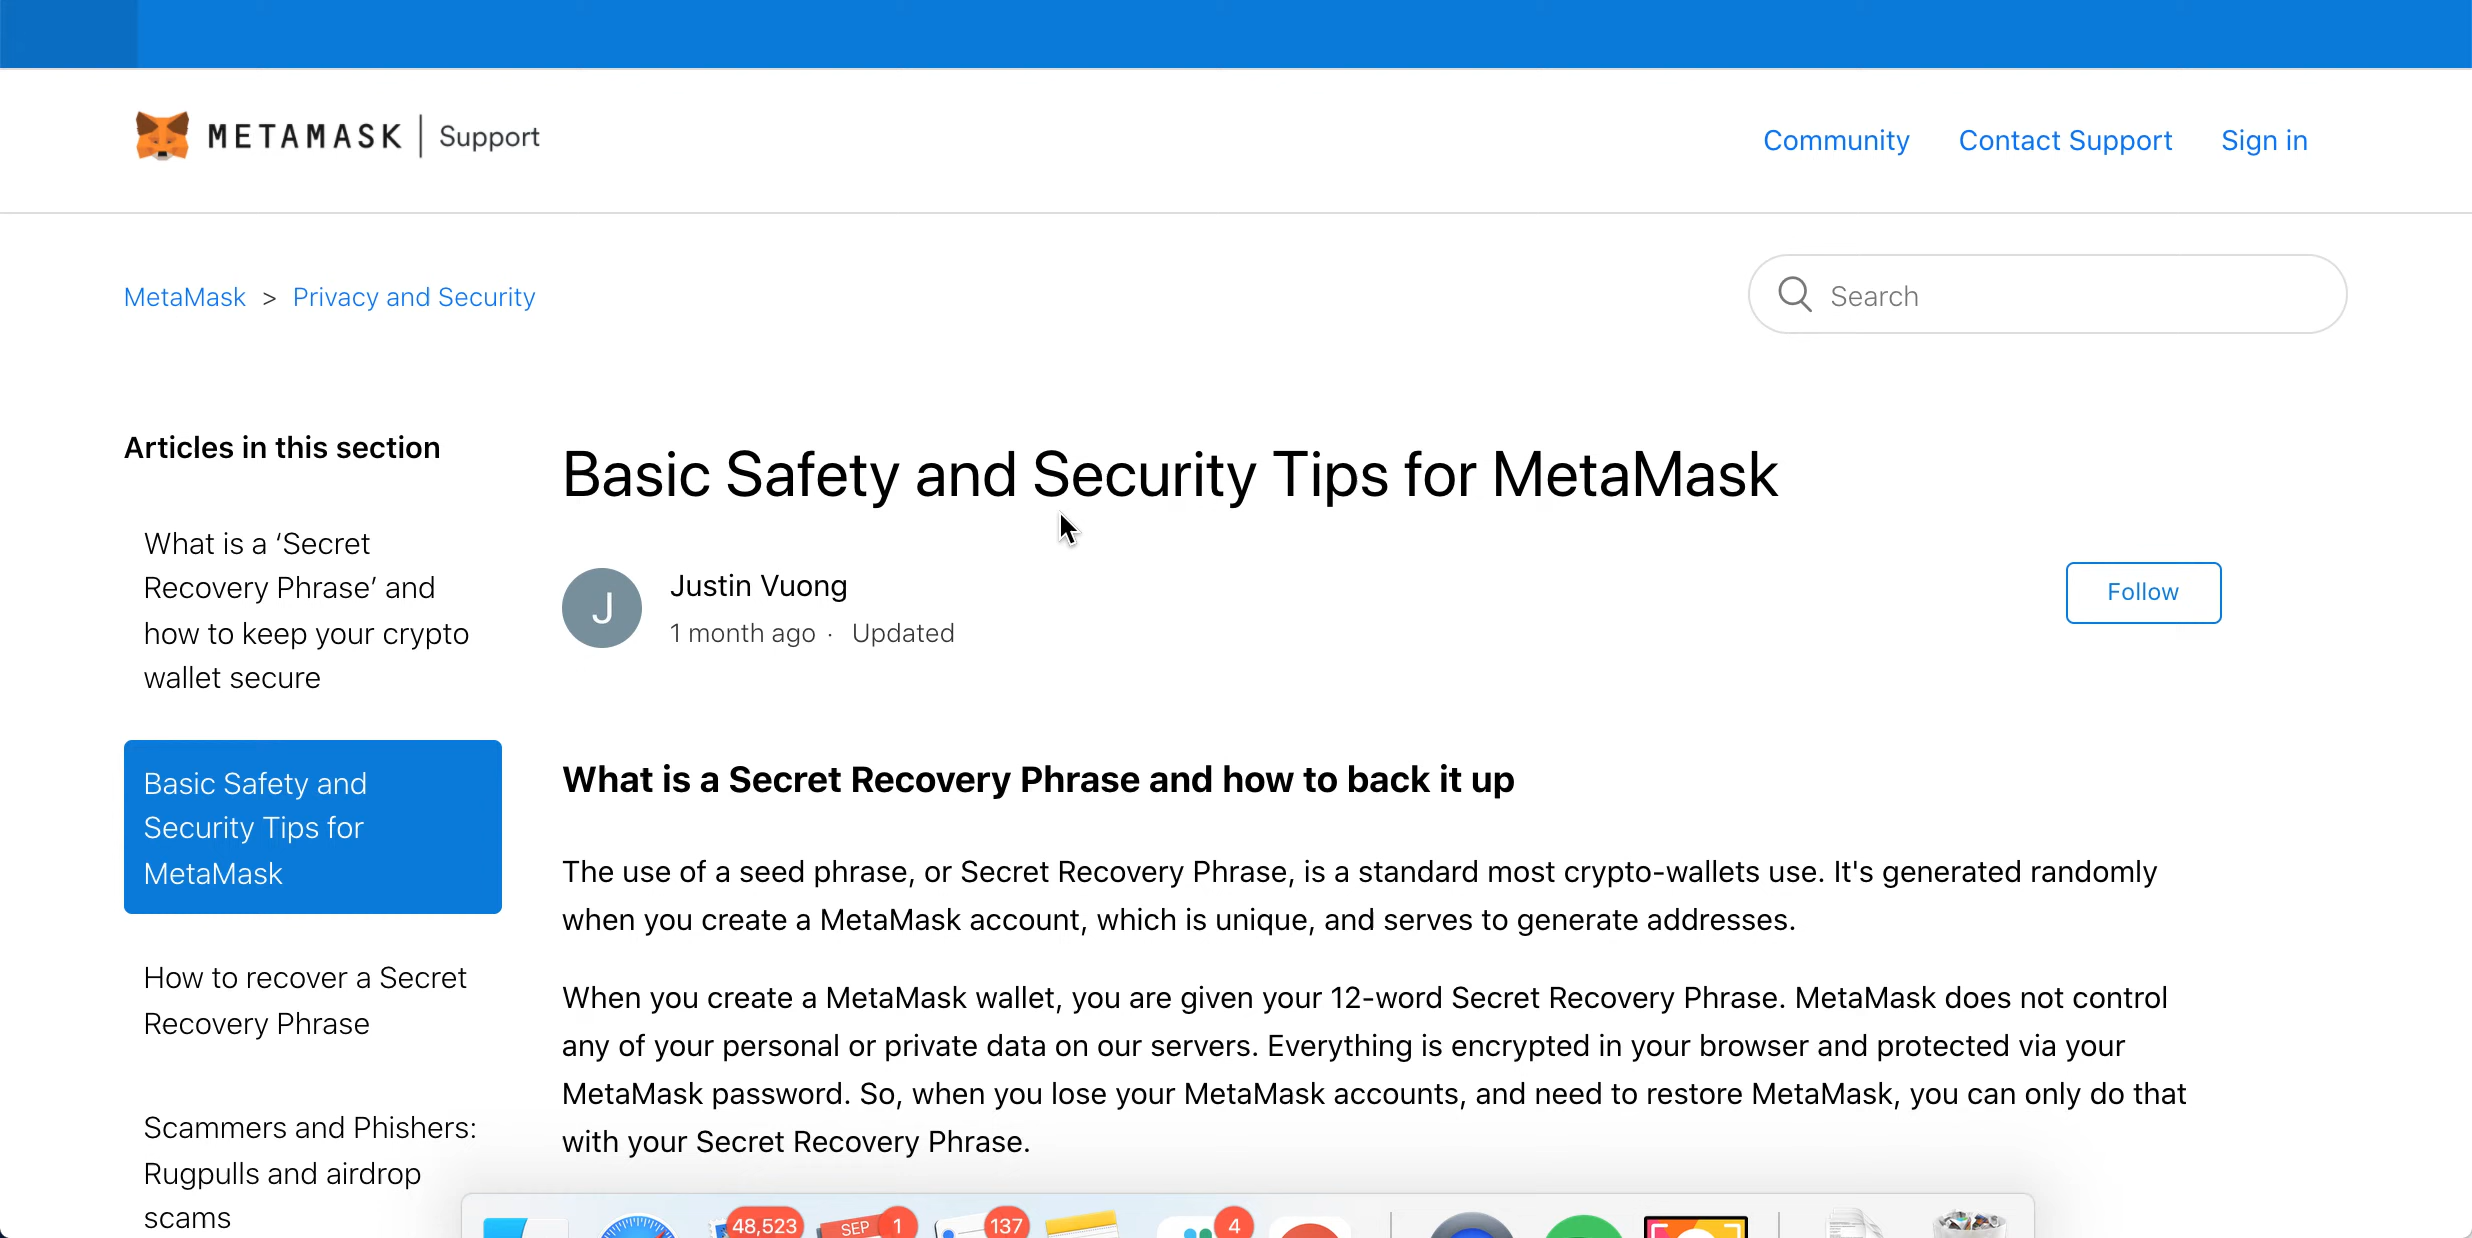 METAMASK | Support
Community Contact Support Sign in
MetaMask > Privacy and Security
Search
Articles in this section
What is a ‘Secret
Recovery Phrase’ and
how to keep your crypto
wallet secure
Basic Safety and
Security Tips for
MetaMask
How to recover a Secret
Recovery Phrase
Scammers and Phishers:
Rugpulls and airdrop
scams
Basic Safety and Security Tips for MetaMask
J
Justin Vuong
1 month ago · Updated
Follow
What is a Secret Recovery Phrase and how to back it up
The use of a seed phrase, or Secret Recovery Phrase, is a standard most crypto-wallets use. It's generated randomly
when you create a MetaMask account, which is unique, and serves to generate addresses.
When you create a MetaMask wallet, you are given your 12-word Secret Recovery Phrase. MetaMask does not control
any of your personal or private data on our servers. Everything is encrypted in your browser and protected via your
MetaMask password. So, when you lose your MetaMask accounts, and need to restore MetaMask, you can only do that
with your Secret Recovery Phrase.
48,523 SEP 1 137 4